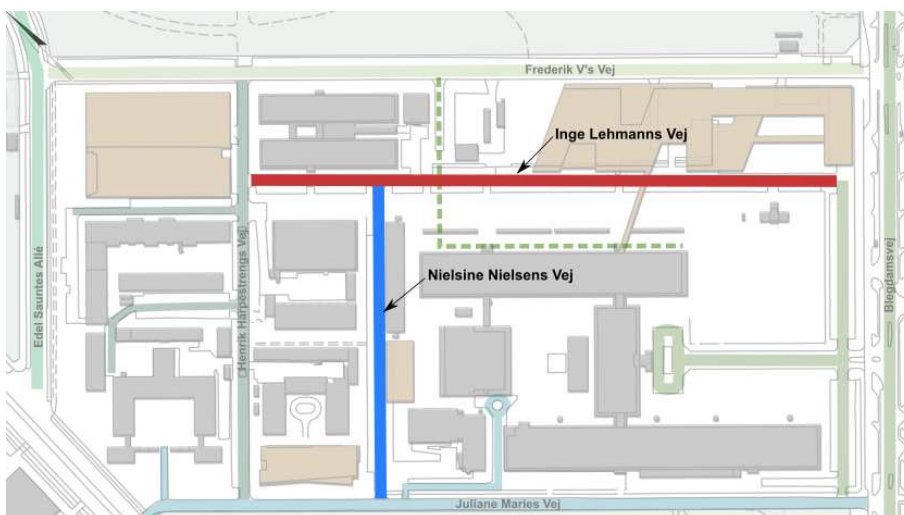 Frederik V's Vej
Inge Lehmanns Vej
Nielsine Nielsens Vej
Edel Sauntes Allé
Henrik Harpestrengs Vej
Blegdamsvej
Juliane Maries Vej